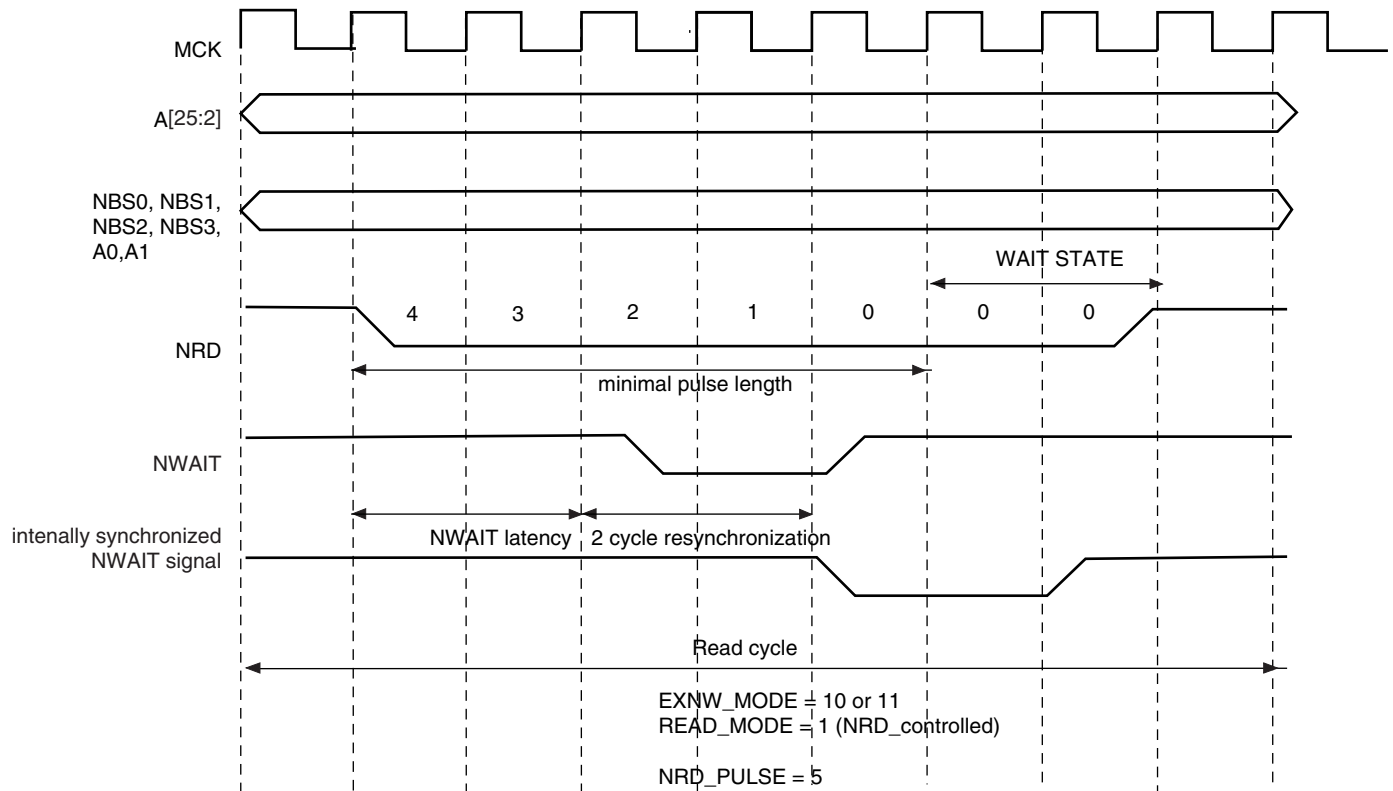 MCK
A[25:2]
NBS0, NBS1,
NBS2, NBS3,
A0,A1
WAIT STATE
4 3 2 1 0 0 0
NRD
minimal pulse length
NWAIT
intenally synchronized
NWAIT signal
NWAIT latency 2 cycle resynchronization
Read cycle
EXNW_MODE = 10 or 11
READ_MODE = 1 (NRD_controlled)
NRD_PULSE = 5